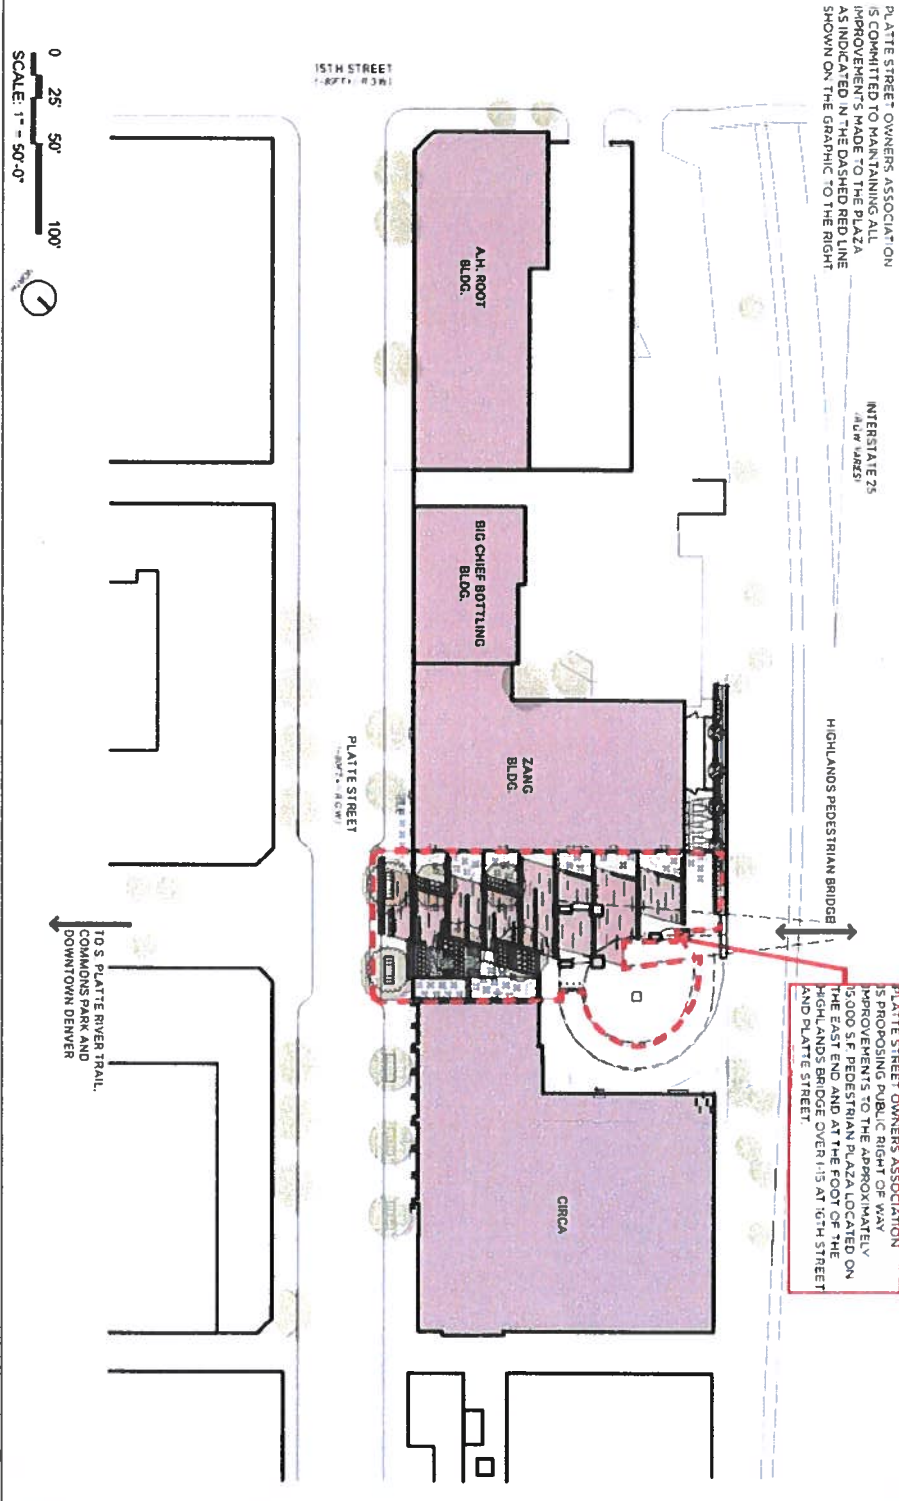 PLATTE STREET OWNERS ASSOCIATION
IS COMMITTED TO MAINTAINING ALL
IMPROVEMENTS MADE TO THE PLAZA
AS INDICATED IN THE DASHED RED LINE
SHOWN ON THE GRAPHIC TO THE RIGHT
INTERSTATE 25
HIGHLANDS PEDESTRIAN BRIDGE
PLATTE STREET OWNERS ASSOCIATION
IS PROPOSING PUBLIC RIGHT OF WAY
IMPROVEMENTS TO THE APPROXIMATELY
15,000 S.F. PEDESTRIAN PLAZA LOCATED ON
THE EAST END AND AT THE FOOT OF THE
HIGHLANDS BRIDGE OVER I-15 AT 16TH STREET
AND PLATTE STREET.
A.H. ROOT
BLDG.
BIG CHIEF BOTTLING
BLDG.
ZANG
BLDG.
CIRCA
15TH STREET
PLATTE STREET
TO S PLATTE RIVER TRAIL,
COMMONS PARK AND
DOWNTOWN DENVER
0 25' 50' 100'
SCALE: 1" = 50'-0"